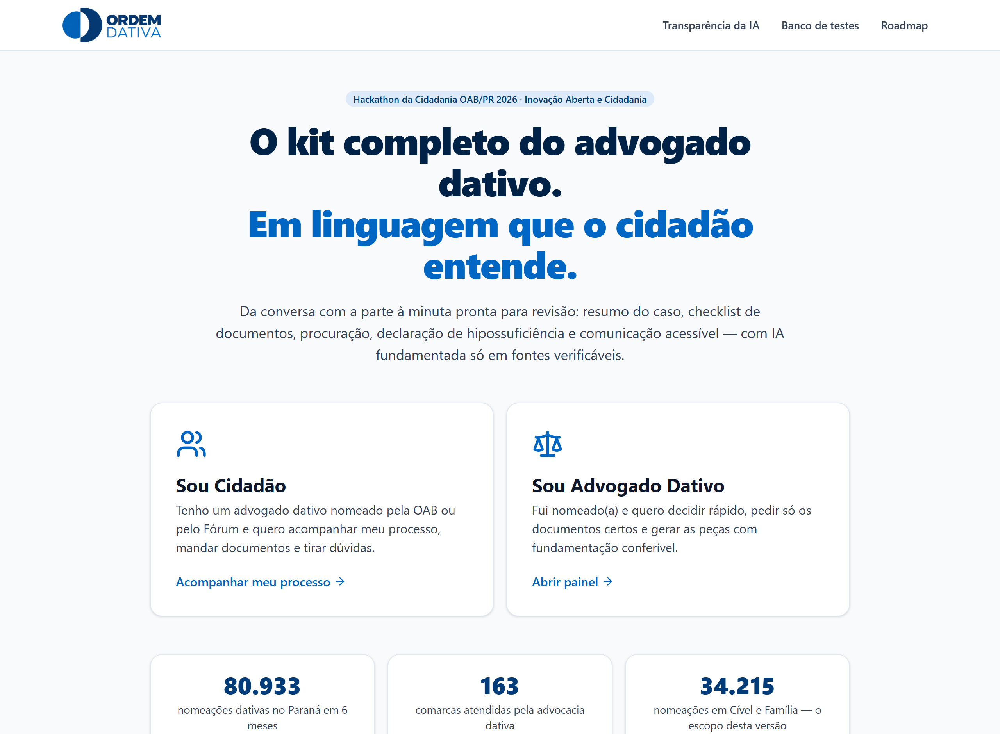 ORDEM
DATIVA
Transparência da IA
Banco de testes
Roadmap
Hackathon da Cidadania OAB/PR 2026 · Inovação Aberta e Cidadania
O kit completo do advogado
dativo.
Em linguagem que o cidadão
entende.
Da conversa com a parte à minuta pronta para revisão: resumo do caso, checklist de
documentos, procuração, declaração de hipossuficiência e comunicação acessível — com IA
fundamentada só em fontes verificáveis.
Sou Cidadão
Tenho um advogado dativo nomeado pela OAB ou
pelo Fórum e quero acompanhar meu processo,
mandar documentos e tirar dúvidas.
Acompanhar meu processo →
Sou Advogado Dativo
Fui nomeado(a) e quero decidir rápido, pedir só os
documentos certos e gerar as peças com
fundamentação conferível.
Abrir painel →
80.933
nomeações dativas no Paraná em 6
meses
163
comarcas atendidas pela advocacia
dativa
34.215
nomeações em Cível e Família — o
escopo desta versão